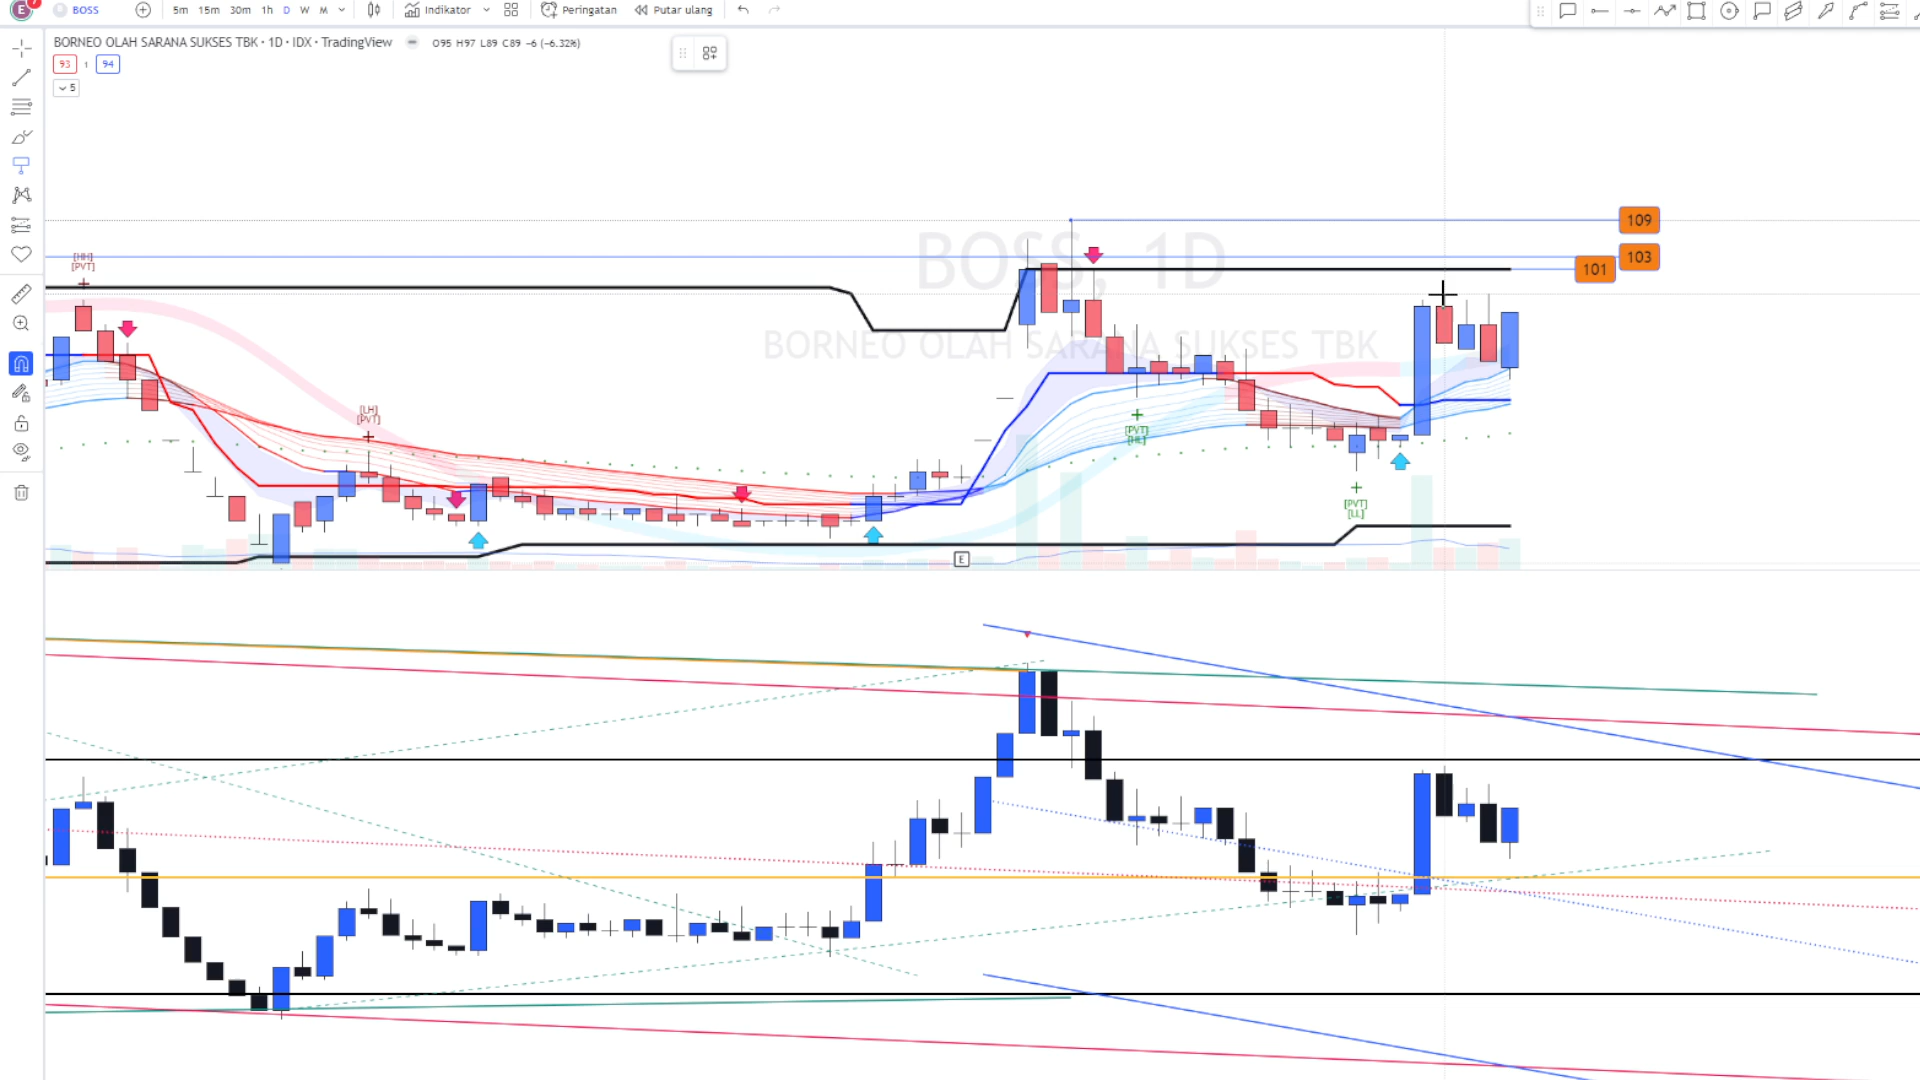 E 7 BOSS 5m 15m 30m 1h D W M Indikator Peringatan Putar ulang
BORNEO OLAH SARANA SUKSES TBK · 1D · IDX · TradingView O95 H97 L89 C89 −6 (−6.32%)
93 1 94
5
109
BOSS, 1D
103
101
[HH]
[PVT]
BORNEO OLAH SARANA SUKSES TBK
[LH]
[PVT]
[PVT]
[HL]
[PVT]
[LL]
E